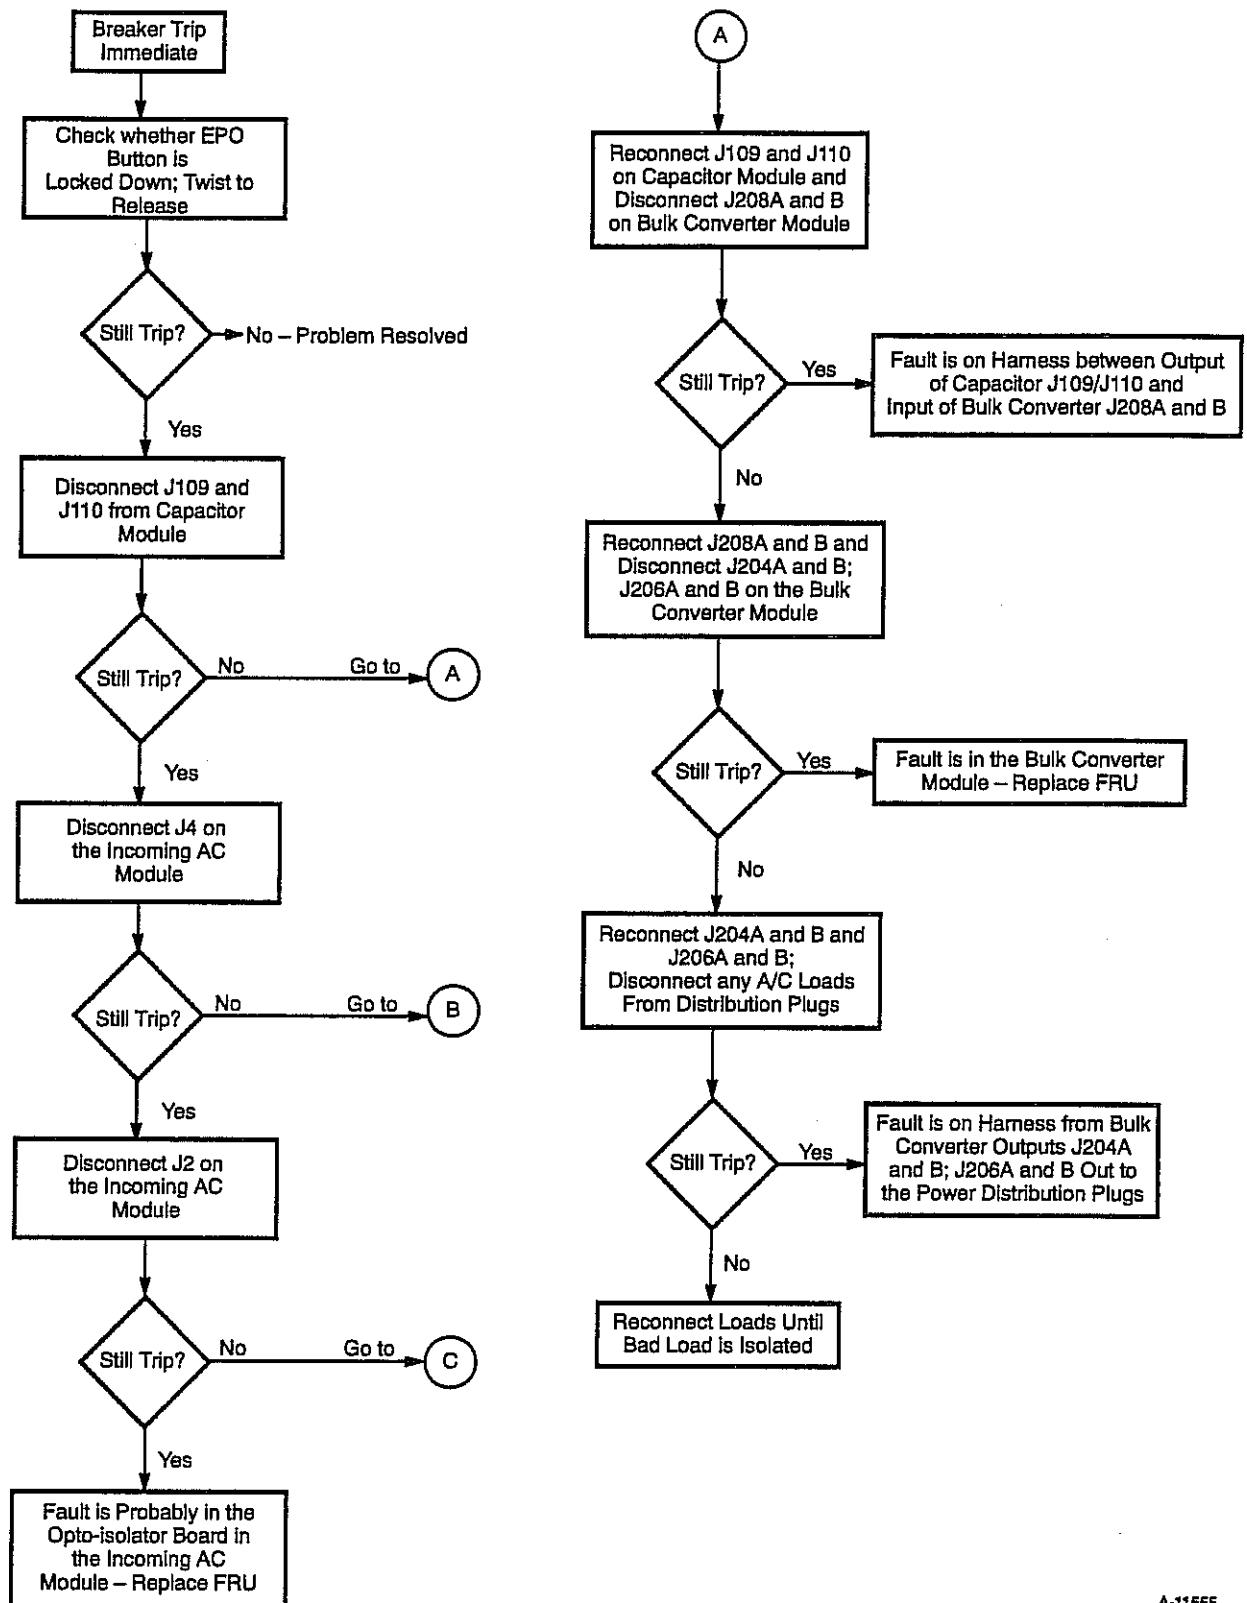 Breaker Trip
Immediate
Check whether EPO
Button is
Locked Down; Twist to
Release
Still Trip?
No – Problem Resolved
Yes
Disconnect J109 and
J110 from Capacitor
Module
Still Trip?
No
Go to
A
Yes
Disconnect J4 on
the Incoming AC
Module
Still Trip?
No
Go to
B
Yes
Disconnect J2 on
the Incoming AC
Module
Still Trip?
No
Go to
C
Yes
Fault is Probably in the
Opto-isolator Board in
the Incoming AC
Module – Replace FRU
A
Reconnect J109 and J110
on Capacitor Module and
Disconnect J208A and B
on Bulk Converter Module
Still Trip?
Yes
Fault is on Harness between Output
of Capacitor J109/J110 and
Input of Bulk Converter J208A and B
No
Reconnect J208A and B and
Disconnect J204A and B;
J206A and B on the Bulk
Converter Module
Still Trip?
Yes
Fault is in the Bulk Converter
Module – Replace FRU
No
Reconnect J204A and B and
J206A and B;
Disconnect any A/C Loads
From Distribution Plugs
Still Trip?
Yes
Fault is on Harness from Bulk
Converter Outputs J204A
and B; J206A and B Out to
the Power Distribution Plugs
No
Reconnect Loads Until
Bad Load is Isolated